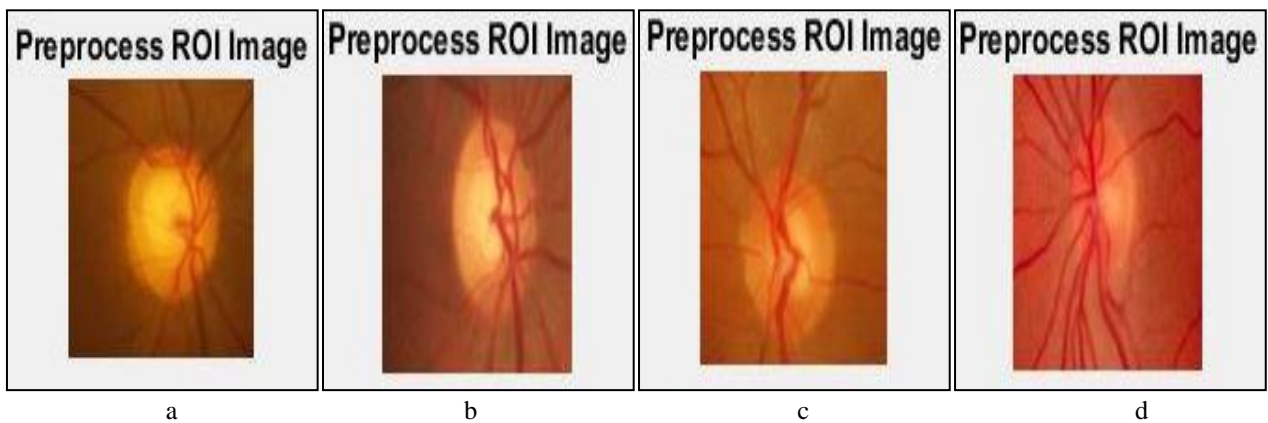 Preprocess ROI Image
Preprocess ROI Image
Preprocess ROI Image
Preprocess ROI Image
a
b
c
d